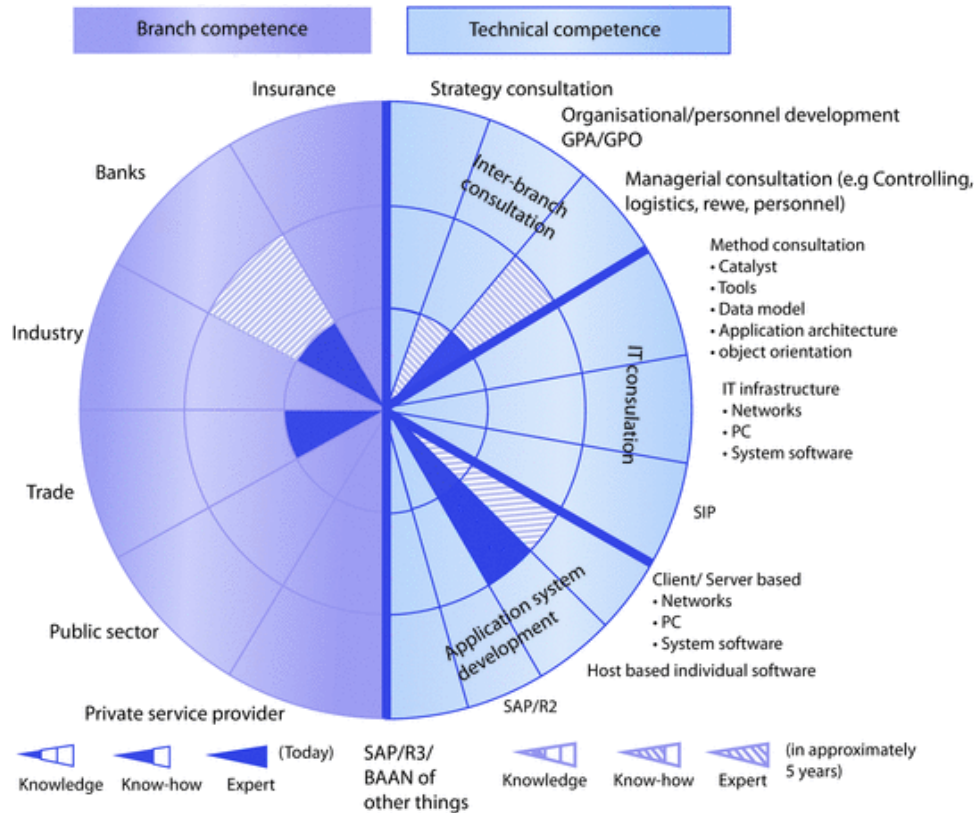 Branch competence
Technical competence
Insurance
Strategy consultation
Organisational/personnel development
GPA/GPO
Banks
Inter-branch
consultation
Managerial consultation (e.g Controlling,
logistics, rewe, personnel)
Method consultation
• Catalyst
• Tools
• Data model
• Application architecture
• object orientation
Industry
IT consulation
IT infrastructure
• Networks
• PC
• System software
Trade
SIP
Client/ Server based
• Networks
• PC
• System software
Public sector
Application system
development
Host based individual software
Private service provider
SAP/R2
SAP/R3/
BAAN of
other things
(Today)
Knowledge
Know-how
Expert
Knowledge
Know-how
Expert
(in approximately
5 years)